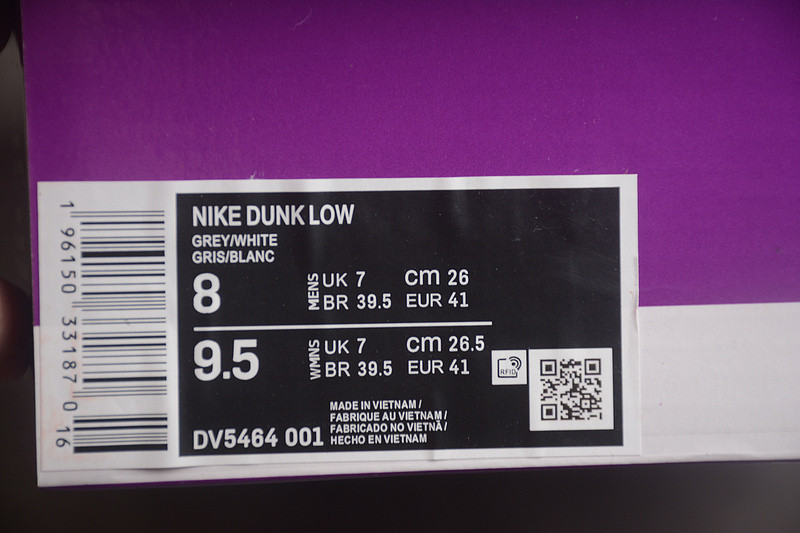 1 96150 33187 0 16
NIKE DUNK LOW
GREY/WHITE
GRIS/BLANC
8
MENS
UK 7 cm 26
BR 39.5 EUR 41
9.5
WMNS
UK 7 cm 26.5
BR 39.5 EUR 41
RFID
DV5464 001
MADE IN VIETNAM /
FABRIQUE AU VIETNAM /
FABRICADO NO VIETNÃ /
HECHO EN VIETNAM